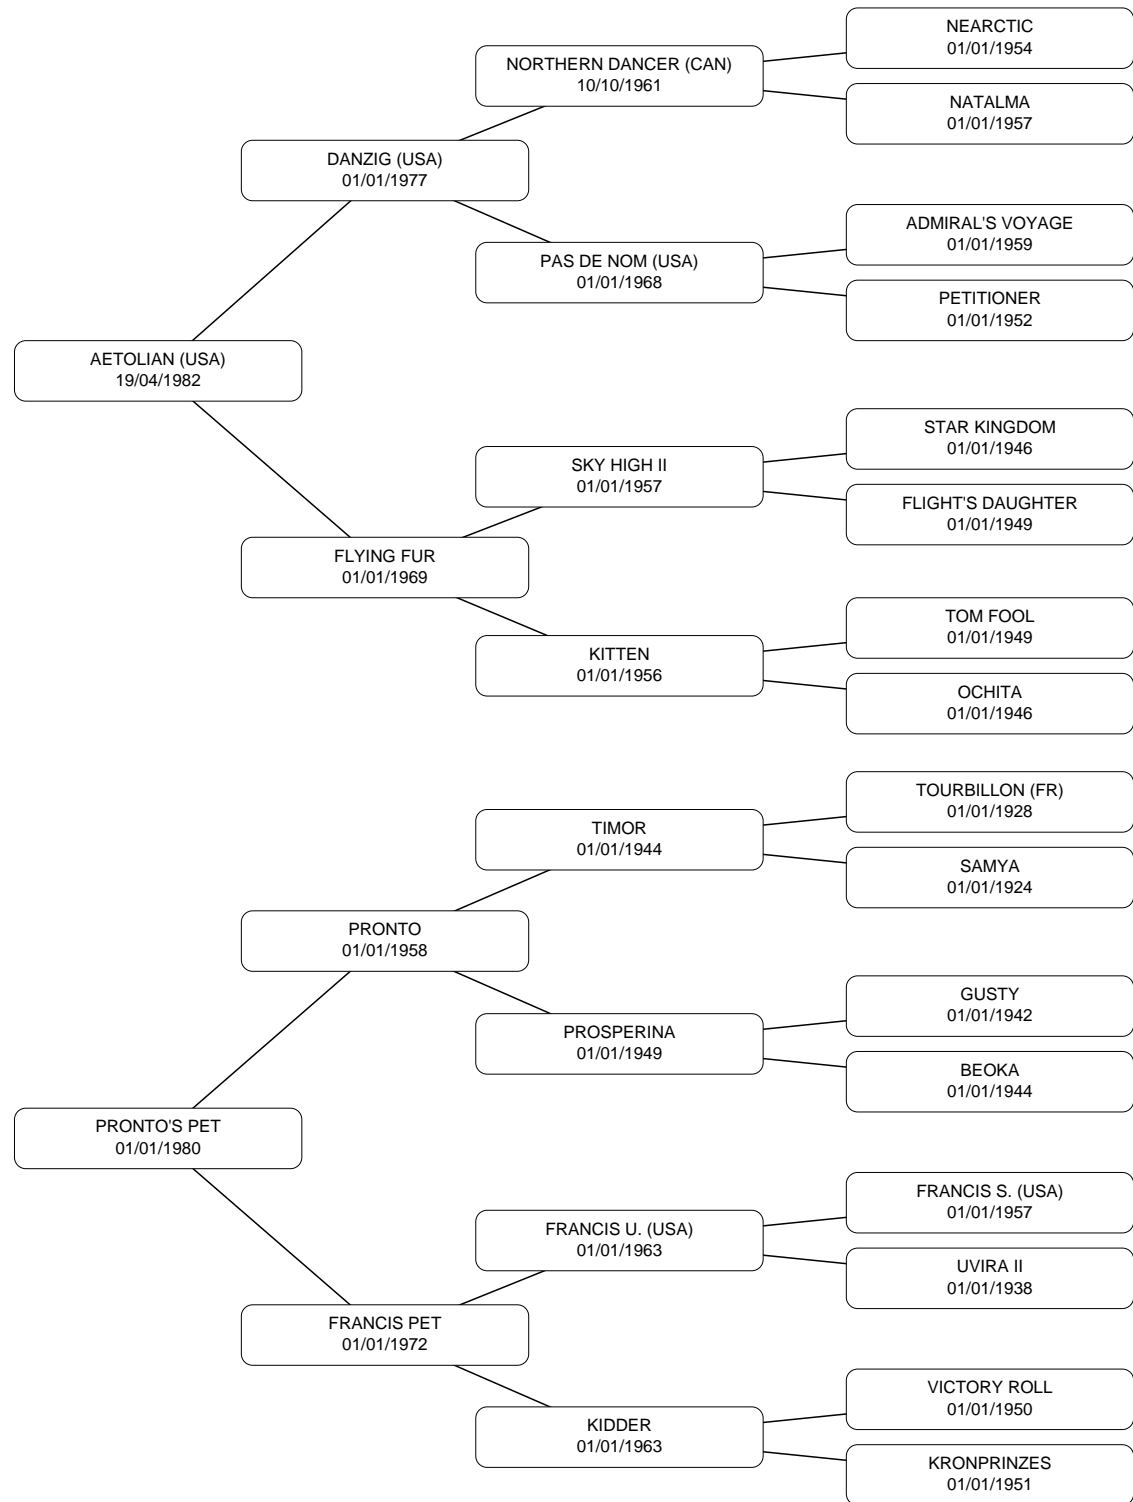 NEARCTIC
01/01/1954
NORTHERN DANCER (CAN)
10/10/1961
NATALMA
01/01/1957
DANZIG (USA)
01/01/1977
ADMIRAL'S VOYAGE
01/01/1959
PAS DE NOM (USA)
01/01/1968
PETITIONER
01/01/1952
AETOLIAN (USA)
19/04/1982
STAR KINGDOM
01/01/1946
SKY HIGH II
01/01/1957
FLIGHT'S DAUGHTER
01/01/1949
FLYING FUR
01/01/1969
TOM FOOL
01/01/1949
KITTEN
01/01/1956
OCHITA
01/01/1946
TOURBILLON (FR)
01/01/1928
TIMOR
01/01/1944
SAMYA
01/01/1924
PRONTO
01/01/1958
GUSTY
01/01/1942
PROSPERINA
01/01/1949
BEOKA
01/01/1944
PRONTO'S PET
01/01/1980
FRANCIS S. (USA)
01/01/1957
FRANCIS U. (USA)
01/01/1963
UVIRA II
01/01/1938
FRANCIS PET
01/01/1972
VICTORY ROLL
01/01/1950
KIDDER
01/01/1963
KRONPRINZES
01/01/1951